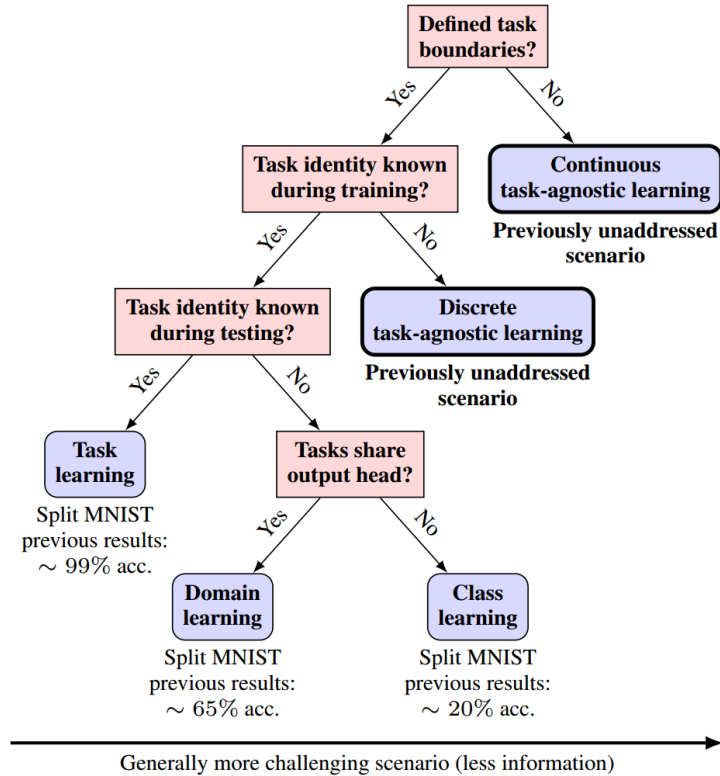 Defined task
boundaries?
Yes
No
Task identity known
during training?
Continuous
task-agnostic learning
Previously unaddressed
scenario
Yes
No
Task identity known
during testing?
Discrete
task-agnostic learning
Previously unaddressed
scenario
Yes
No
Task
learning
Split MNIST
previous results:
~ 99% acc.
Tasks share
output head?
Yes
No
Domain
learning
Split MNIST
previous results:
~ 65% acc.
Class
learning
Split MNIST
previous results:
~ 20% acc.
Generally more challenging scenario (less information)